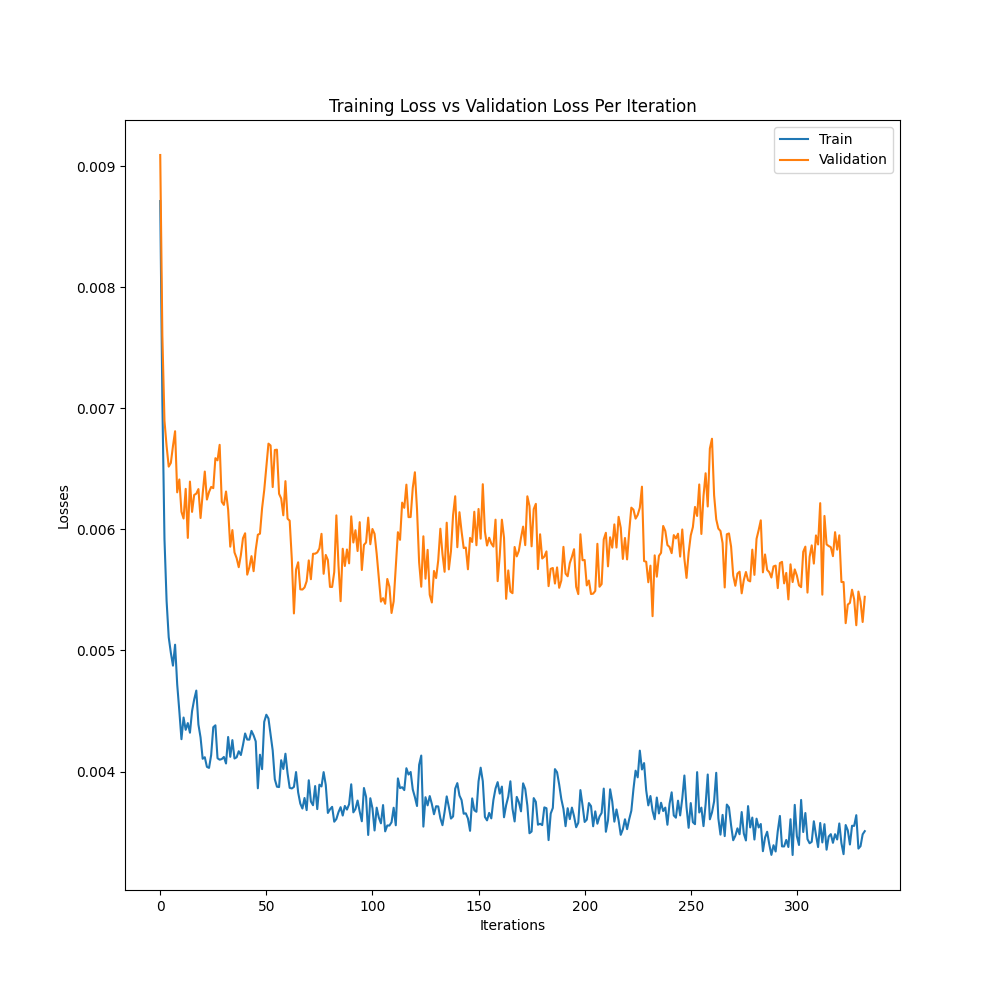 Training Loss vs Validation Loss Per Iteration
Train
Validation
0.009
0.008
0.007
0.006
0.005
0.004
Losses
0 50 100 150 200 250 300
Iterations